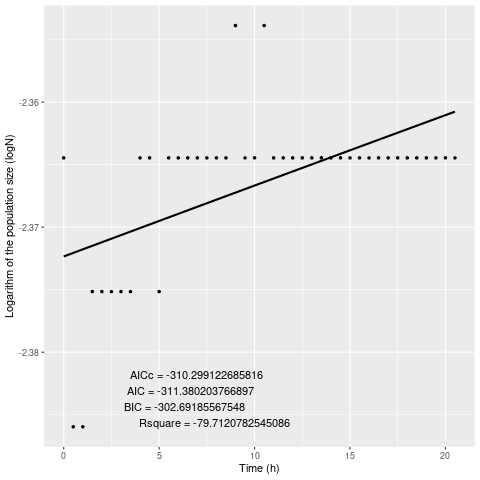 -2.36
-2.37
-2.38
Logarithm of the population size (logN)
AICc = -310.299122685816
AIC = -311.380203766897
BIC = -302.69185567548
Rsquare = -79.7120782545086
0 5 10 15 20
Time (h)